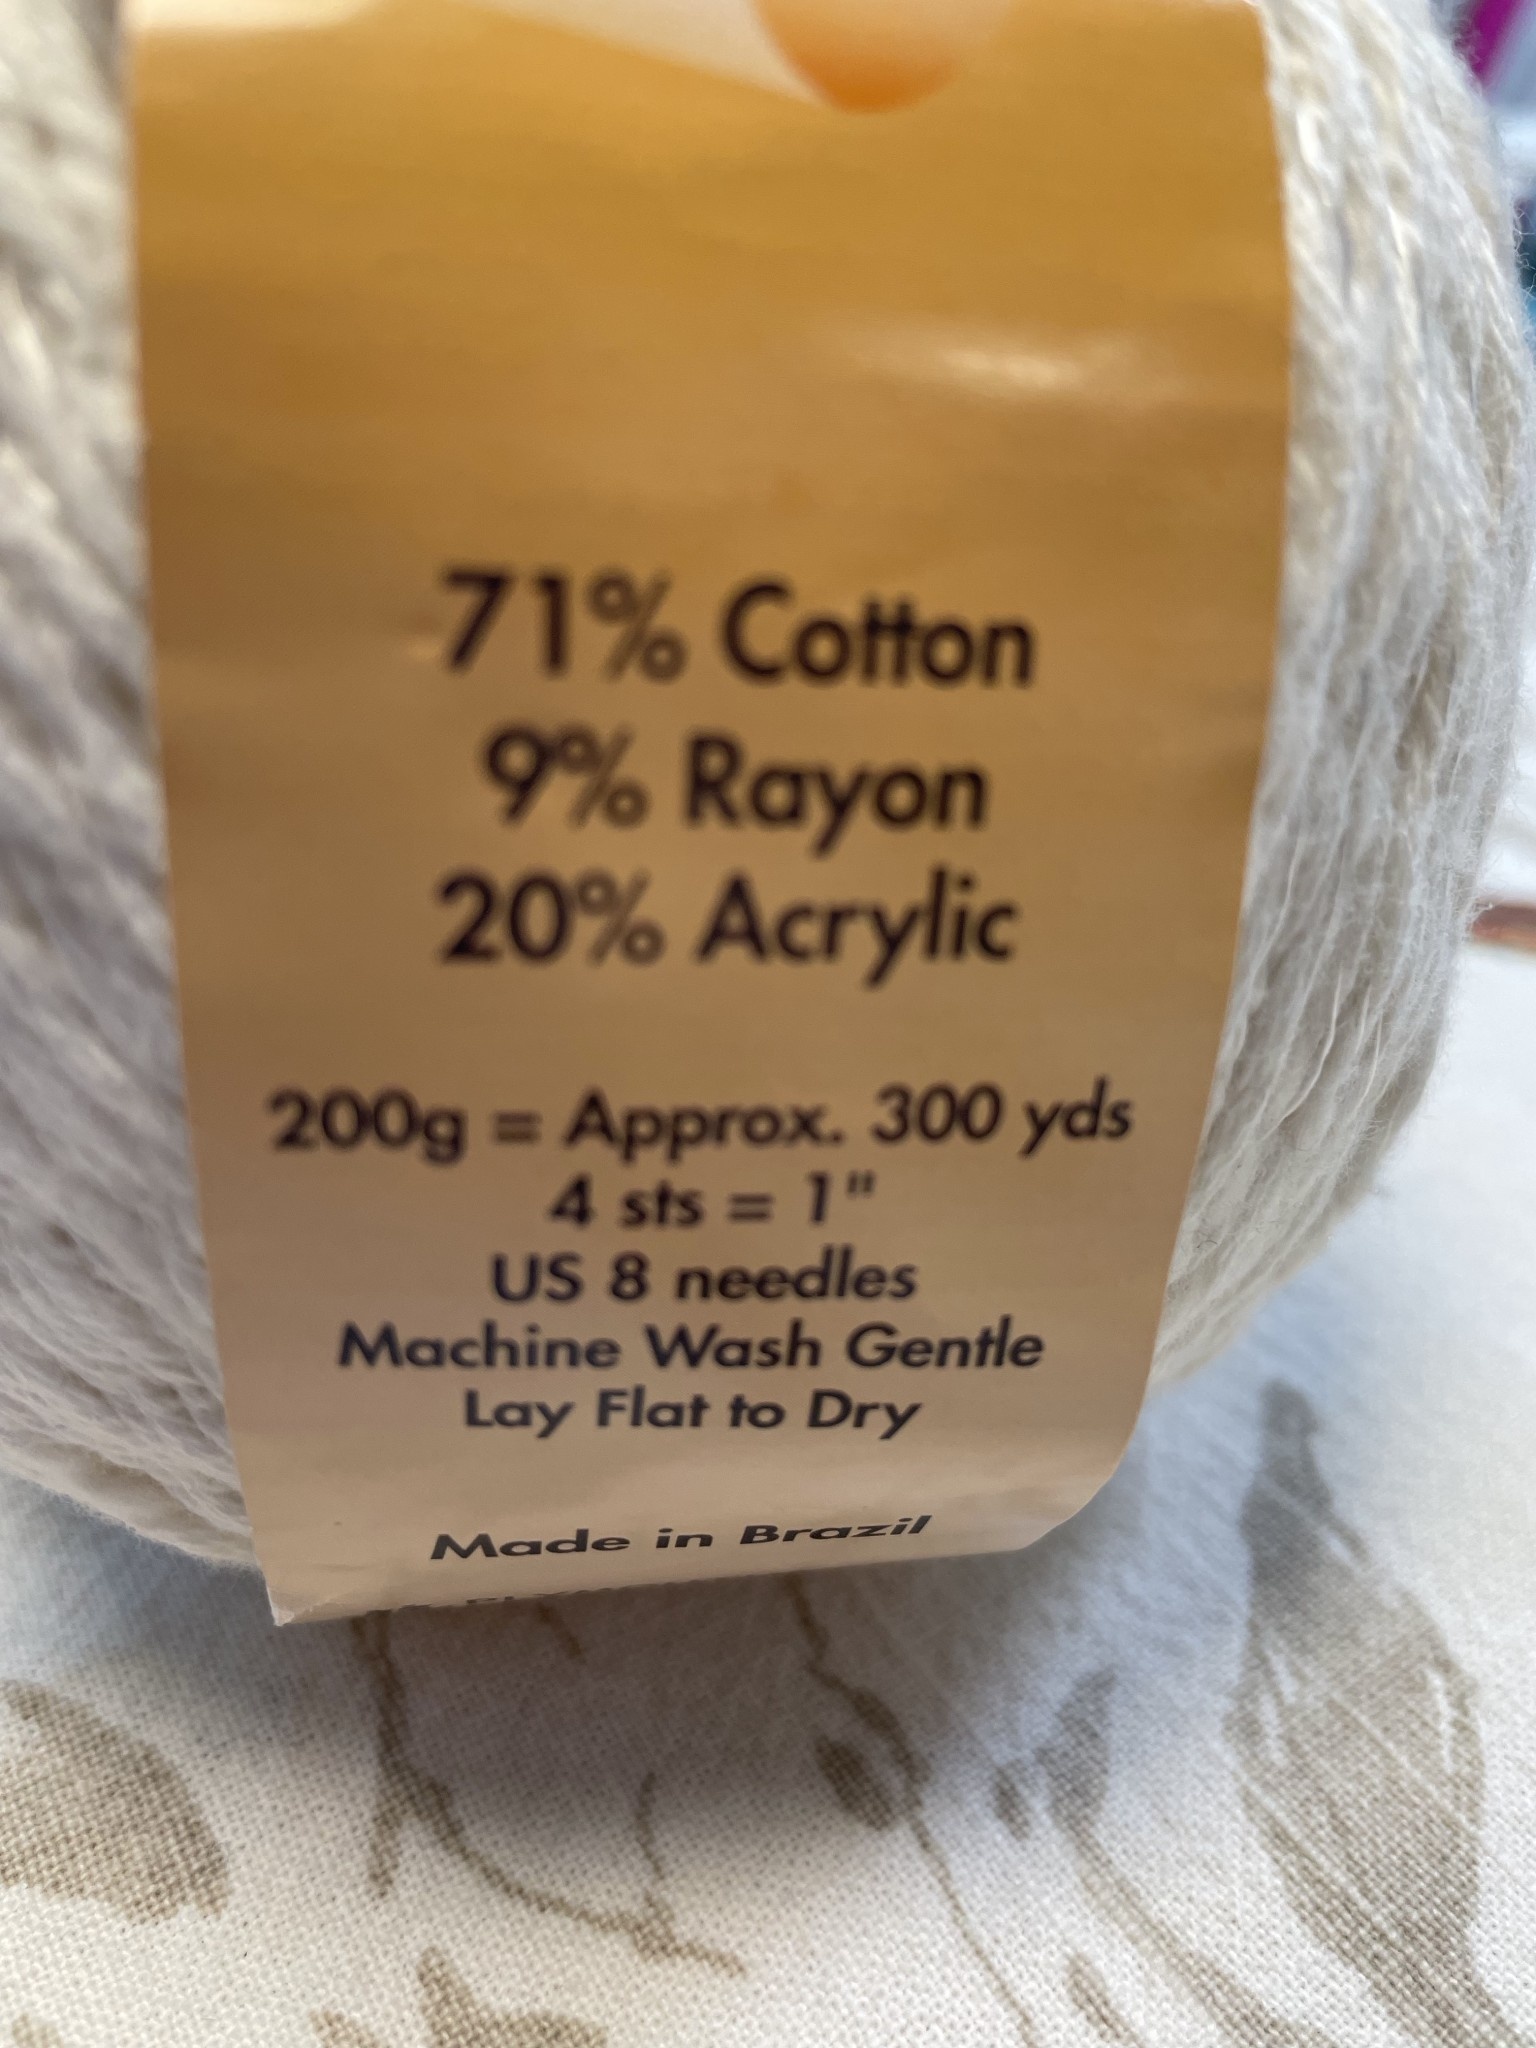 71% Cotton
9% Rayon
20% Acrylic
200g = Approx. 300 yds
4 sts = 1"
US 8 needles
Machine Wash Gentle
Lay Flat to Dry
Made in Brazil